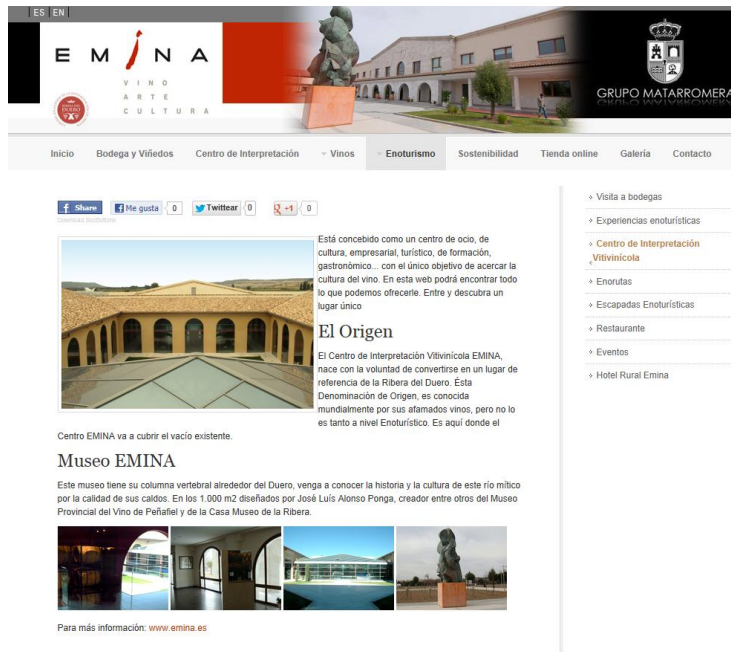 ES EN
EMINA
VINO
ARTE
CULTURA
GRUPO MATARROMERA
Inicio Bodega y Viñedos Centro de Interpretación Vinos Enoturismo Sostenibilidad Tienda online Galería Contacto
Share Me gusta 0 Twittear 0 +1 0
Está concebido como un centro de ocio, de
cultura, empresarial, turístico, de formación,
gastronómico... con el único objetivo de acercar la
cultura del vino. En esta web podrá encontrar todo
lo que podemos ofrecerle. Entre y descubra un
lugar único
El Origen
El Centro de Interpretación Vitivinícola EMINA,
nace con la voluntad de convertirse en un lugar de
referencia de la Ribera del Duero. Ésta
Denominación de Origen, es conocida
mundialmente por sus afamados vinos, pero no lo
es tanto a nivel Enoturístico. Es aquí donde el
Centro EMINA va a cubrir el vacío existente.
Museo EMINA
Este museo tiene su columna vertebral alrededor del Duero, venga a conocer la historia y la cultura de este río mítico
por la calidad de sus caldos. En los 1.000 m2 diseñados por José Luís Alonso Ponga, creador entre otros del Museo
Provincial del Vino de Peñafiel y de la Casa Museo de la Ribera.
Para más información: www.emina.es
Visita a bodegas
Experiencias enoturísticas
Centro de Interpretación
Vitivinícola
Enorutas
Escapadas Enoturísticas
Restaurante
Eventos
Hotel Rural Emina